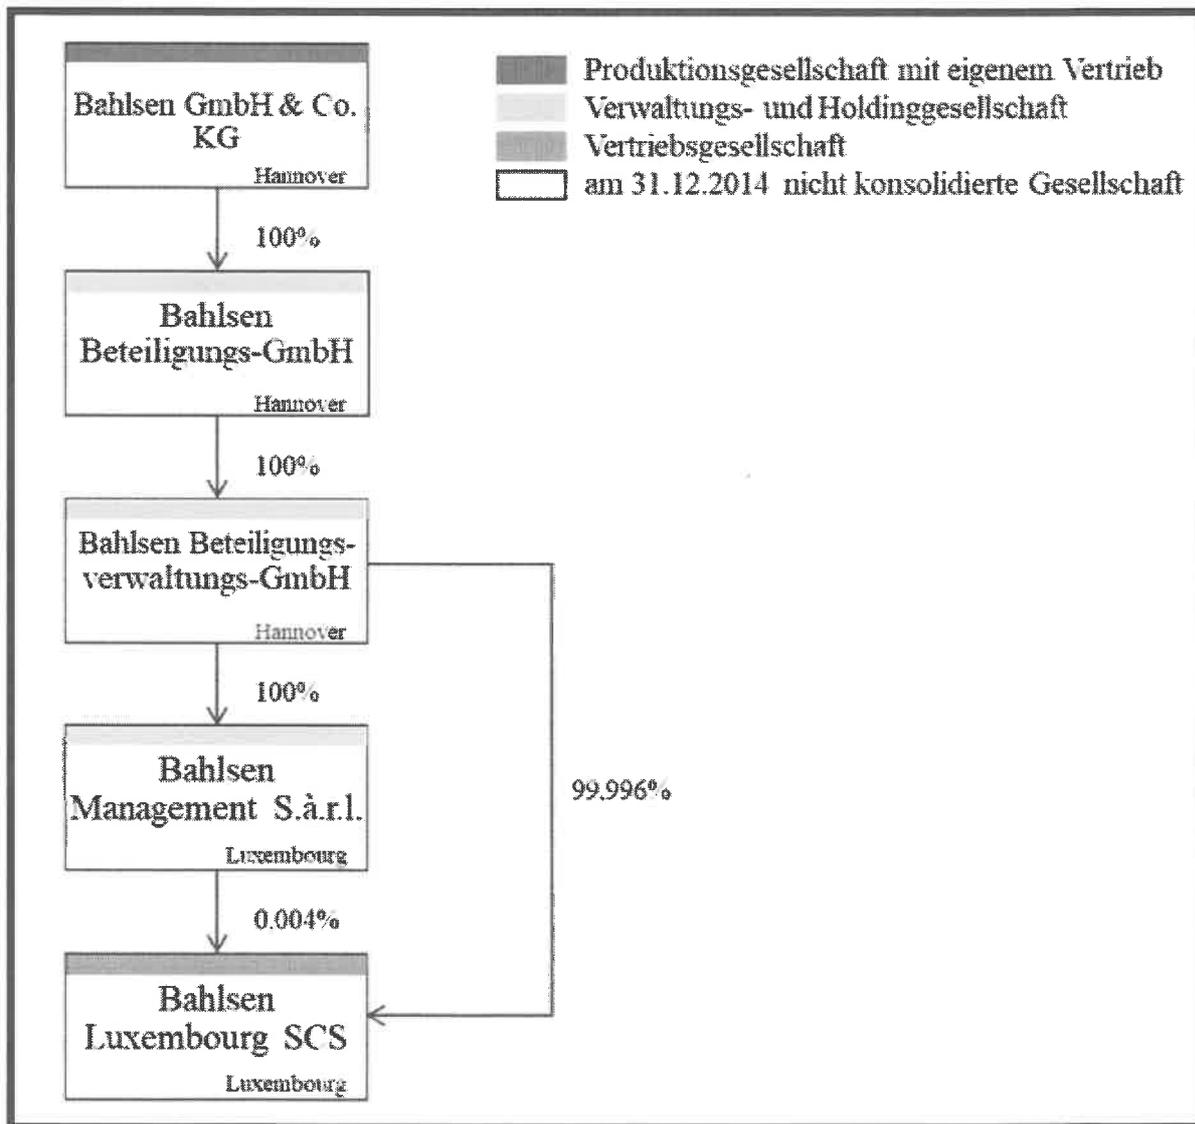 Bahlsen GmbH & Co.
KG
Hannover
Produktionsgesellschaft mit eigenem Vertrieb
Verwaltungs- und Holdinggesellschaft
Vertriebsgesellschaft
am 31.12.2014 nicht konsolidierte Gesellschaft
100%
Bahlsen
Beteiligungs-GmbH
Hannover
100%
Bahlsen Beteiligungs-
verwaltungs-GmbH
Hannover
100%
Bahlsen
Management S.à.r.l.
Luxembourg
99.996%
0.004%
Bahlsen
Luxembourg SCS
Luxembourg